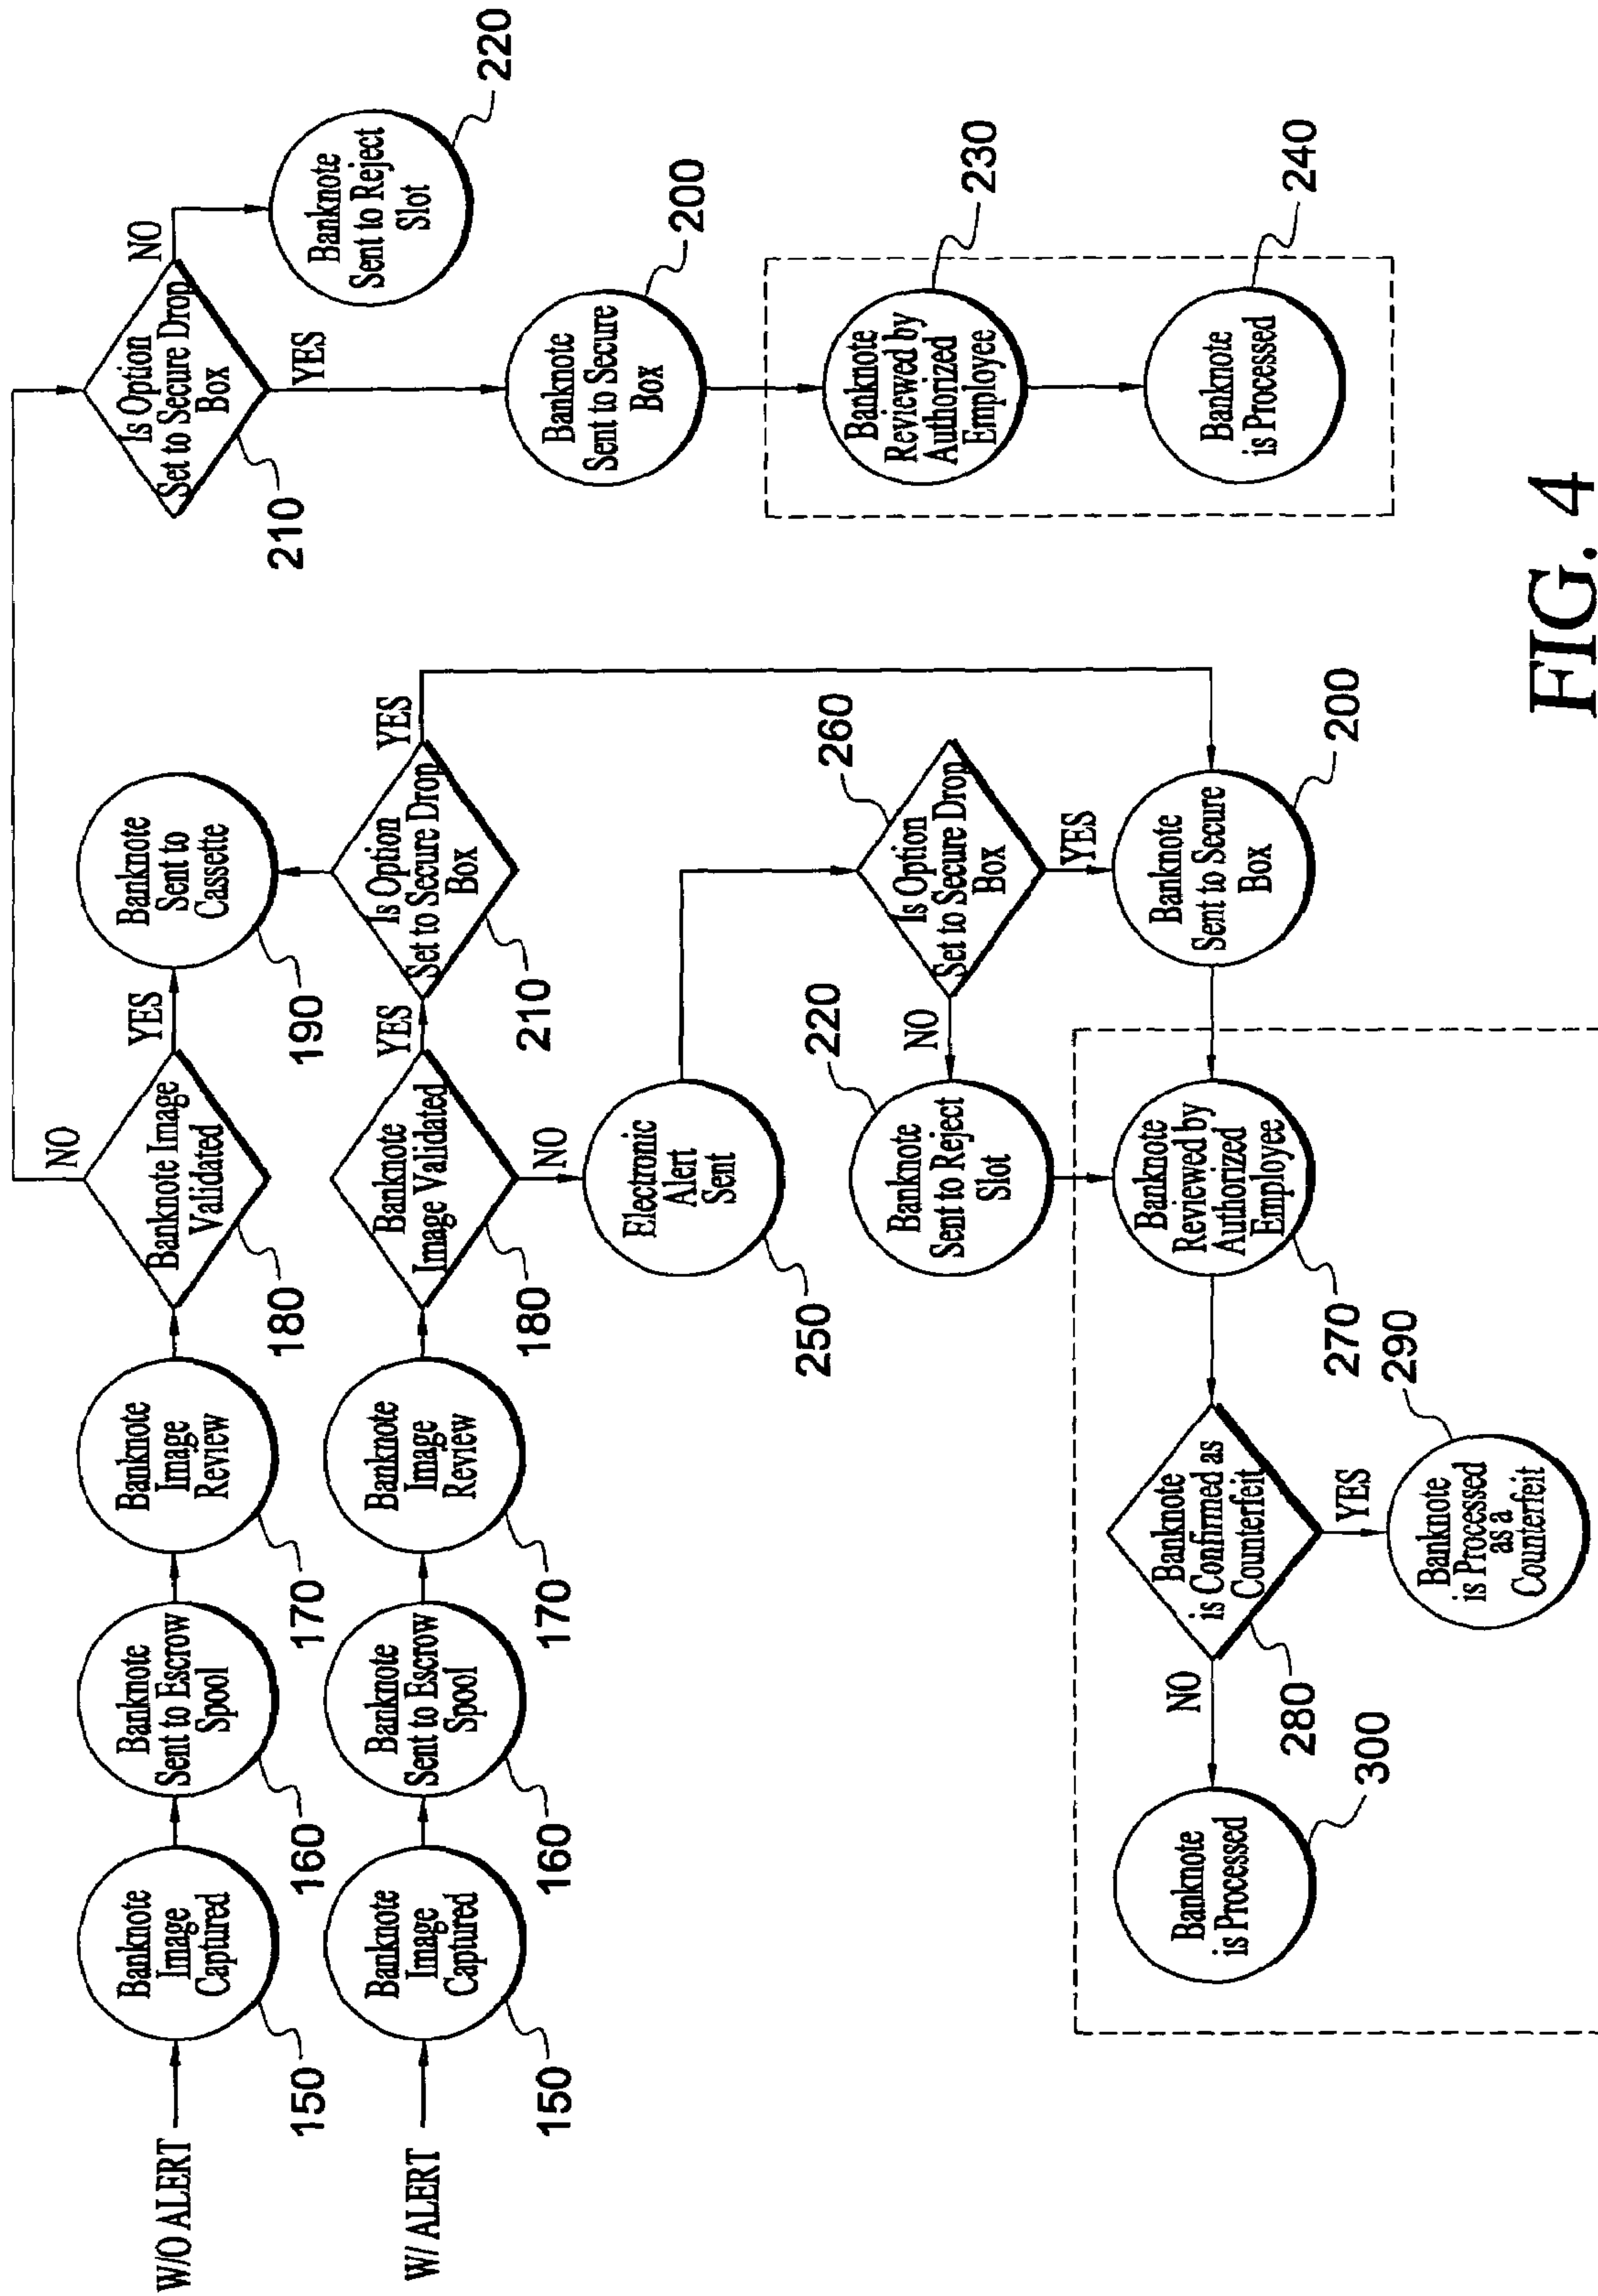 W/O ALERT
Banknote
Image
Captured
150
Banknote
Sent to Escrow
Spool
160
Banknote
Image
Review
170
Banknote Image
Validated
180
NO
YES
Banknote
Sent to
Cassette
190
Is Option
Set to Secure Drop
Box
210
NO
Banknote
Sent to Reject
Slot
220
YES
Banknote
Sent to Secure
Box
200
Banknote
Reviewed by
Authorized
Employee
230
Banknote
is Processed
240
W/ ALERT
Banknote
Image
Captured
150
Banknote
Sent to Escrow
Spool
160
Banknote
Image
Review
170
Banknote
Image Validated
180
YES
Is Option
Set to Secure Drop
Box
210
YES
NO
Electronic
Alert
Sent
250
Is Option
Set to Secure Drop
Box
260
NO
Banknote
Sent to Reject
Slot
220
YES
Banknote
Sent to Secure
Box
200
Banknote
Reviewed by
Authorized
Employee
270
Banknote
is Confirmed as
Counterfeit
280
YES
Banknote
is Processed
as a
Counterfeit
290
NO
Banknote
is Processed
300
FIG. 4